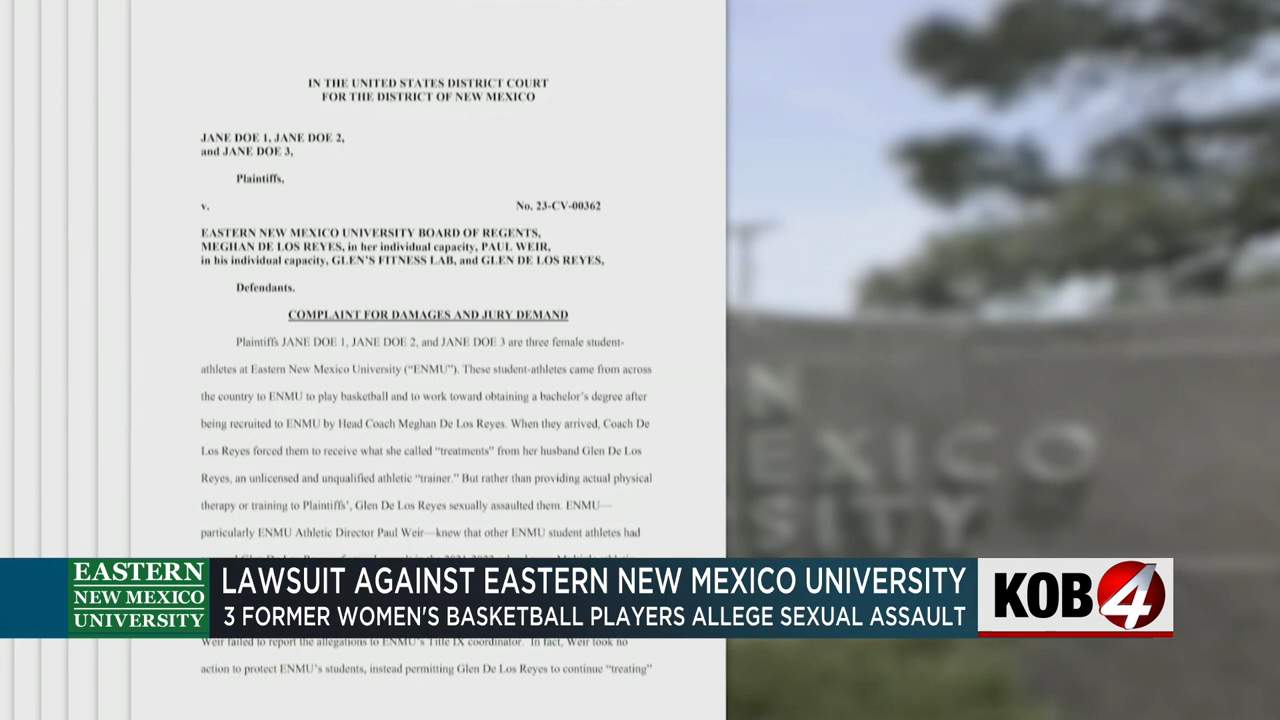 IN THE UNITED STATES DISTRICT COURT
FOR THE DISTRICT OF NEW MEXICO
JANE DOE 1, JANE DOE 2,
and JANE DOE 3,
Plaintiffs,
v. No. 23-CV-00362
EASTERN NEW MEXICO UNIVERSITY BOARD OF REGENTS,
MEGHAN DE LOS REYES, in her individual capacity, PAUL WEIR,
in his individual capacity, GLEN'S FITNESS LAB, and GLEN DE LOS REYES,
Defendants.
COMPLAINT FOR DAMAGES AND JURY DEMAND
Plaintiffs JANE DOE 1, JANE DOE 2, and JANE DOE 3 are three female student-
athletes at Eastern New Mexico University ("ENMU"). These student-athletes came from across
the country to ENMU to play basketball and to work toward obtaining a bachelor's degree after
being recruited to ENMU by Head Coach Meghan De Los Reyes. When they arrived, Coach De
Los Reyes forced them to receive what she called "treatments" from her husband Glen De Los
Reyes, an unlicensed and unqualified athletic "trainer." But rather than providing actual physical
therapy or training to Plaintiffs', Glen De Los Reyes sexually assaulted them. ENMU—
particularly ENMU Athletic Director Paul Weir—knew that other ENMU student athletes had
Weir failed to report the allegations to ENMU's Title IX coordinator. In fact, Weir took no
action to protect ENMU's students, instead permitting Glen De Los Reyes to continue "treating"
N
EXICO
SITY
EASTERN
NEW MEXICO
UNIVERSITY
LAWSUIT AGAINST EASTERN NEW MEXICO UNIVERSITY
3 FORMER WOMEN'S BASKETBALL PLAYERS ALLEGE SEXUAL ASSAULT
KOB 4